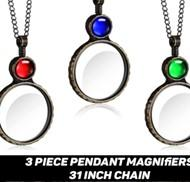 3 PIECE PENDANT MAGNIFIERS
31 INCH CHAIN